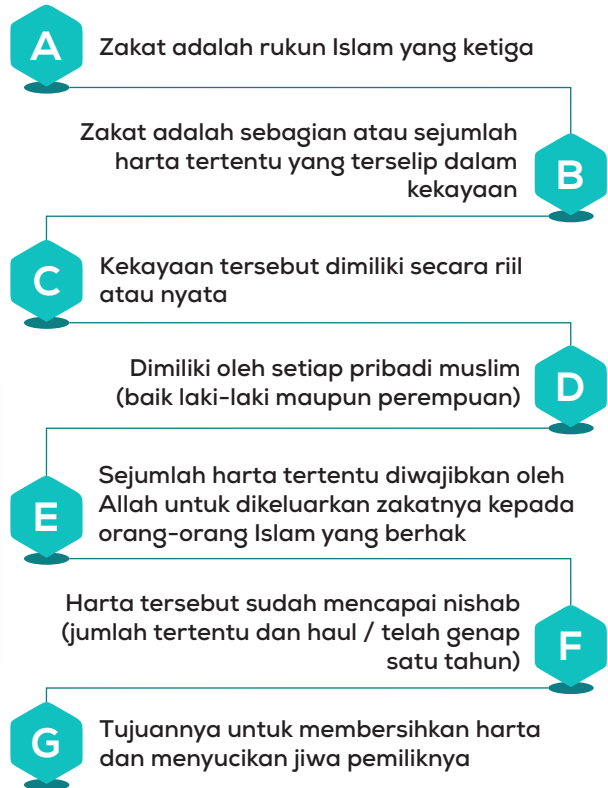 A
Zakat adalah rukun Islam yang ketiga
Zakat adalah sebagian atau sejumlah
harta tertentu yang terselip dalam
kekayaan
B
C
Kekayaan tersebut dimiliki secara riil
atau nyata
Dimiliki oleh setiap pribadi muslim
(baik laki-laki maupun perempuan)
D
E
Sejumlah harta tertentu diwajibkan oleh
Allah untuk dikeluarkan zakatnya kepada
orang-orang Islam yang berhak
Harta tersebut sudah mencapai nishab
(jumlah tertentu dan haul / telah genap
satu tahun)
F
G
Tujuannya untuk membersihkan harta
dan menyucikan jiwa pemiliknya